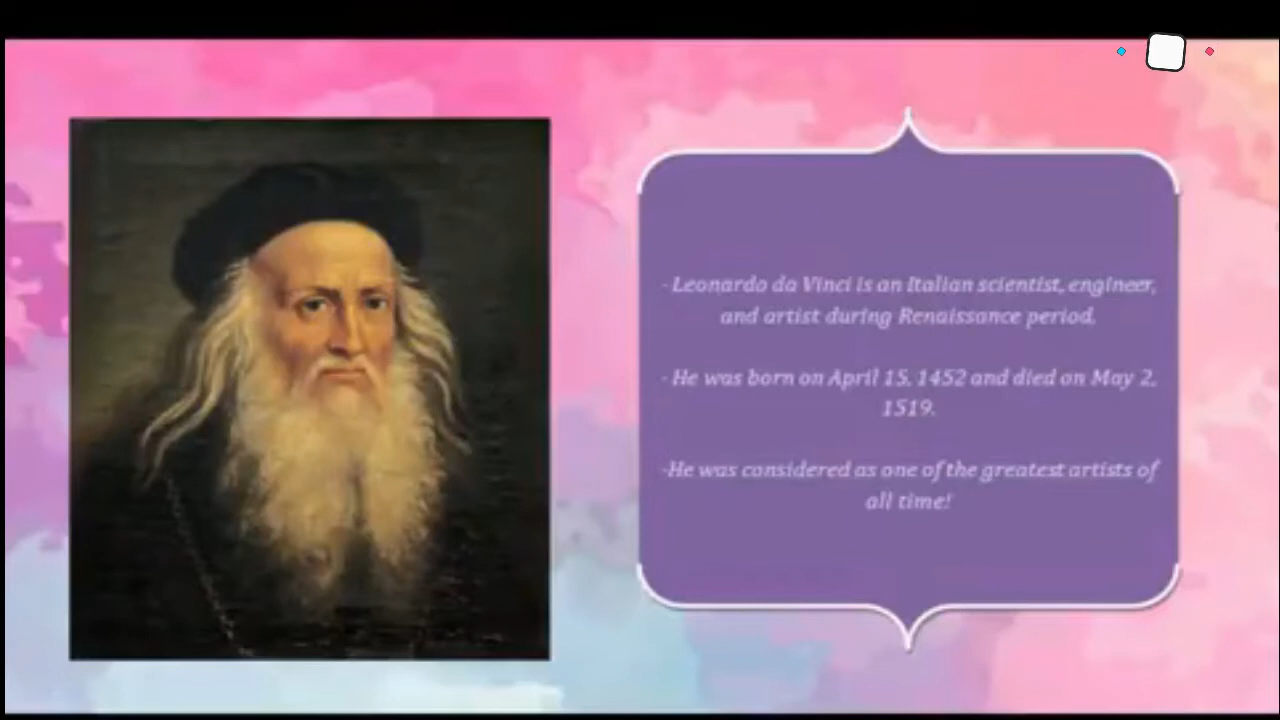 - Leonardo da Vinci is an Italian scientist, engineer,
and artist during Renaissance period.
- He was born on April 15, 1452 and died on May 2,
1519.
-He was considered as one of the greatest artists of
all time!